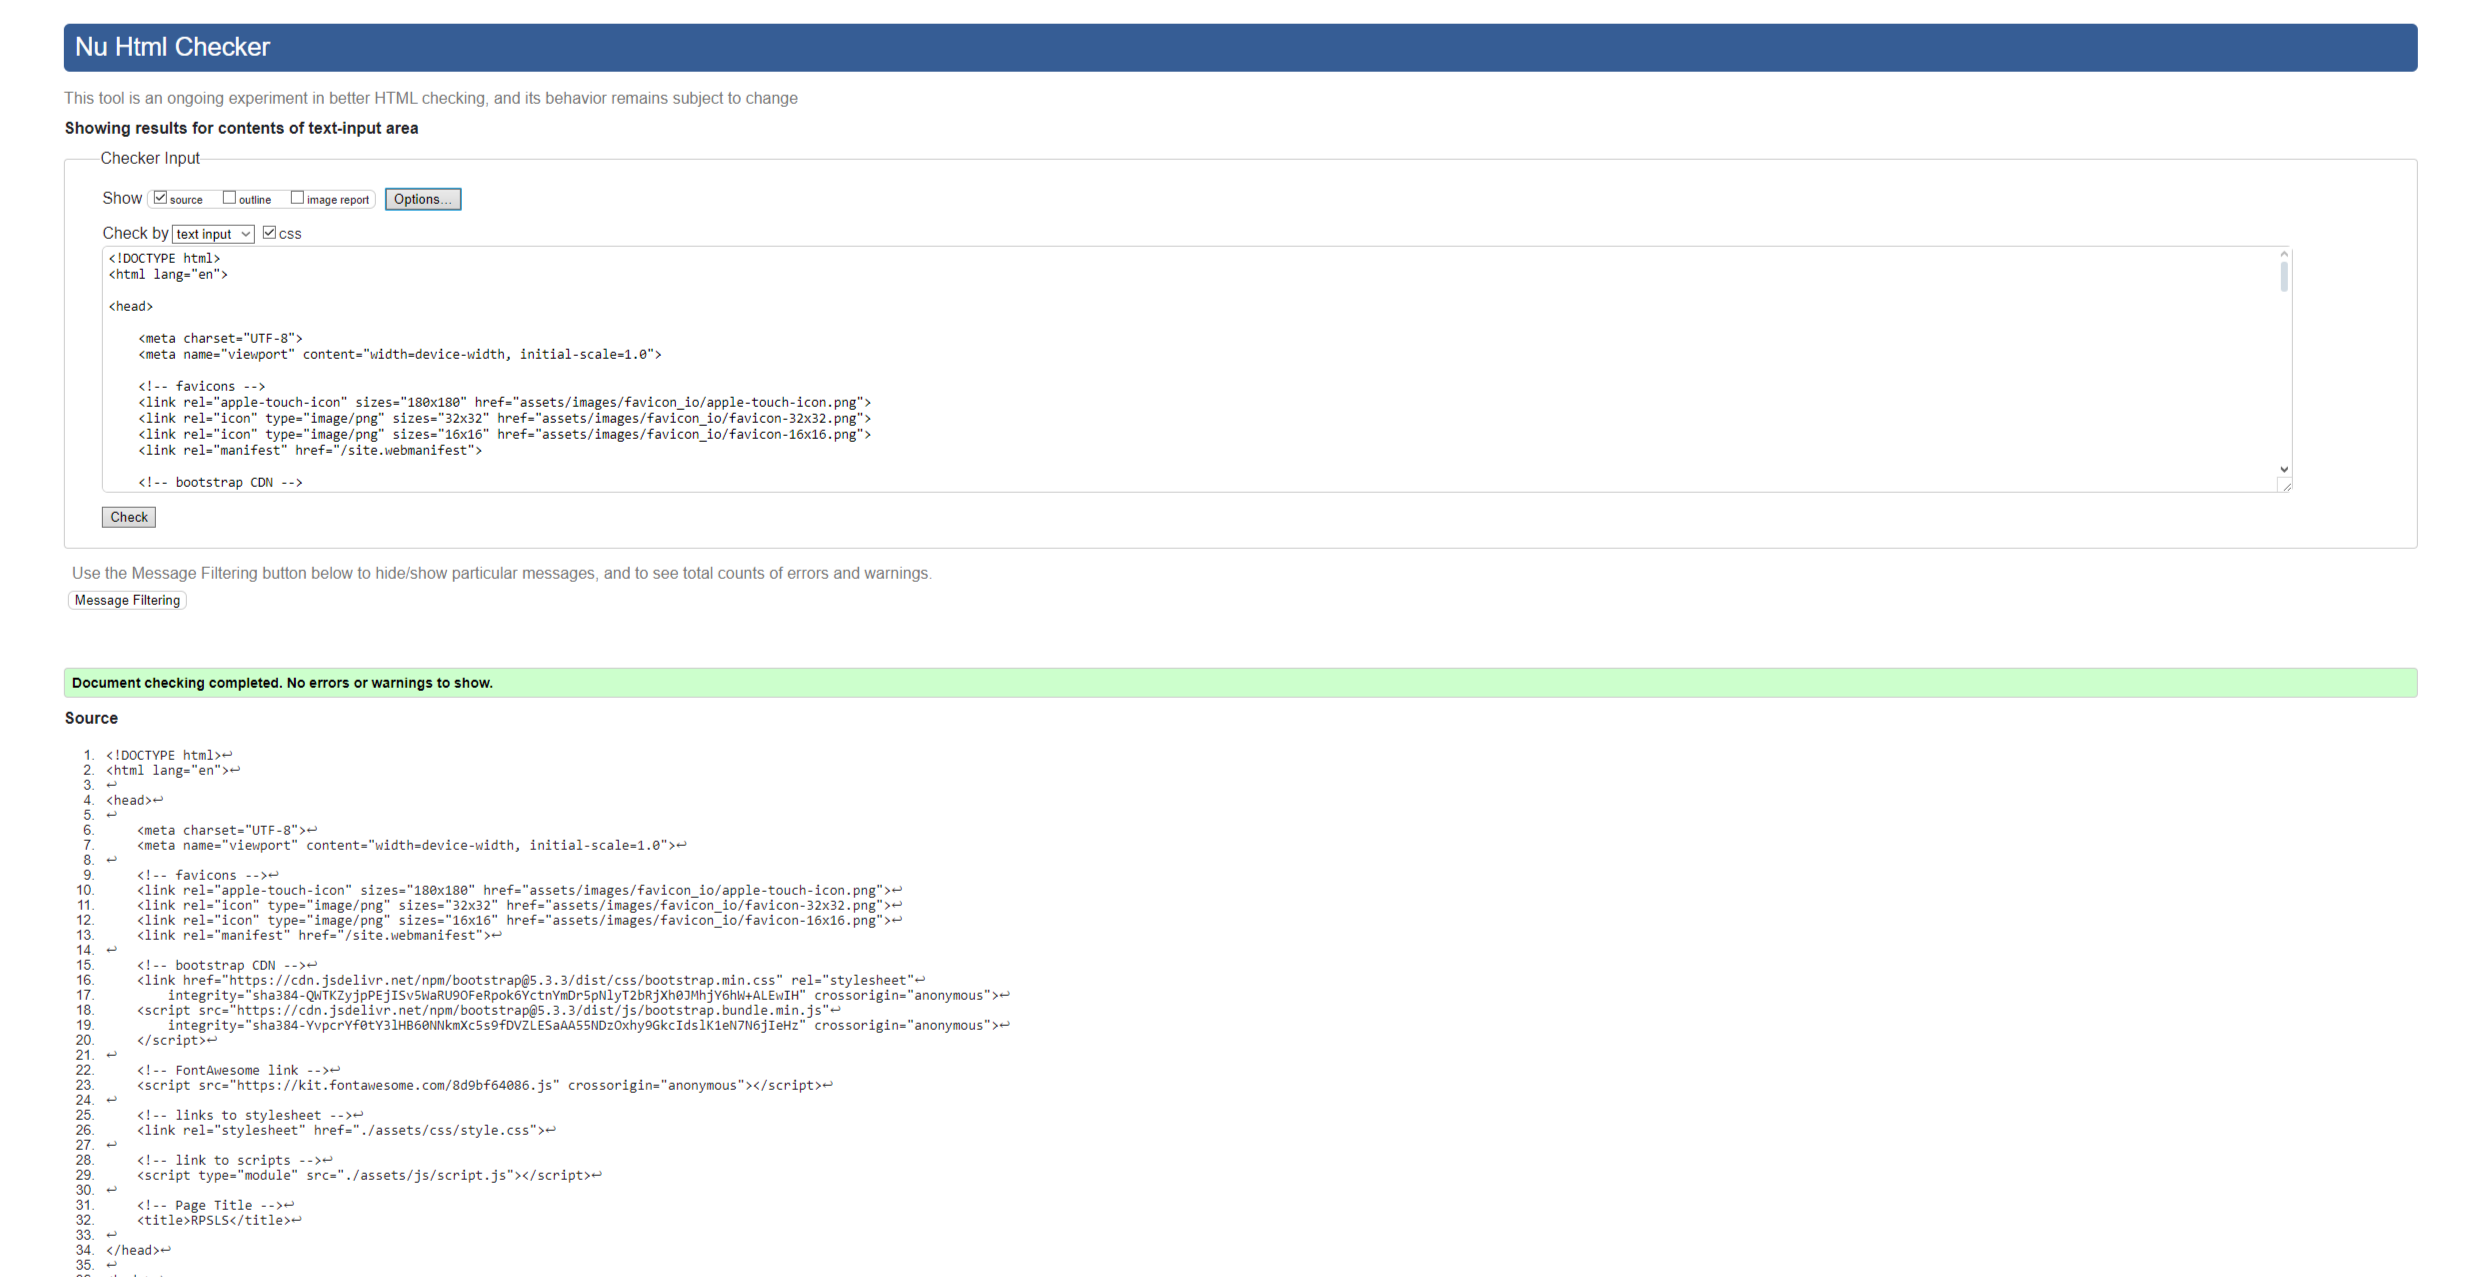 Nu Html Checker
This tool is an ongoing experiment in better HTML checking, and its behavior remains subject to change
Showing results for contents of text-input area
Checker Input
Show source outline image report Options...
Check by text input css
<!DOCTYPE html>
<html lang="en">
<head>
<meta charset="UTF-8">
<meta name="viewport" content="width=device-width, initial-scale=1.0">
<!-- favicons -->
<link rel="apple-touch-icon" sizes="180x180" href="assets/images/favicon_io/apple-touch-icon.png">
<link rel="icon" type="image/png" sizes="32x32" href="assets/images/favicon_io/favicon-32x32.png">
<link rel="icon" type="image/png" sizes="16x16" href="assets/images/favicon_io/favicon-16x16.png">
<link rel="manifest" href="/site.webmanifest">
<!-- bootstrap CDN -->
Check
Use the Message Filtering button below to hide/show particular messages, and to see total counts of errors and warnings.
Message Filtering
Document checking completed. No errors or warnings to show.
Source
1. <!DOCTYPE html>↩
2. <html lang="en">↩
3. ↩
4. <head>↩
5. ↩
6. <meta charset="UTF-8">↩
7. <meta name="viewport" content="width=device-width, initial-scale=1.0">↩
8. ↩
9. <!-- favicons -->↩
10. <link rel="apple-touch-icon" sizes="180x180" href="assets/images/favicon_io/apple-touch-icon.png">↩
11. <link rel="icon" type="image/png" sizes="32x32" href="assets/images/favicon_io/favicon-32x32.png">↩
12. <link rel="icon" type="image/png" sizes="16x16" href="assets/images/favicon_io/favicon-16x16.png">↩
13. <link rel="manifest" href="/site.webmanifest">↩
14. ↩
15. <!-- bootstrap CDN -->↩
16. <link href="https://cdn.jsdelivr.net/npm/bootstrap@5.3.3/dist/css/bootstrap.min.css" rel="stylesheet"↩
17. integrity="sha384-QWTKZyjpPEjISv5WaRU9OFeRpok6YctnYmDr5pNlyT2bRjXh0JMhjY6hW+ALEwIH" crossorigin="anonymous">↩
18. <script src="https://cdn.jsdelivr.net/npm/bootstrap@5.3.3/dist/js/bootstrap.bundle.min.js"↩
19. integrity="sha384-YvpcrYf0tY3lHB60NNkmXc5s9fDVZLESaAA55NDzOxhy9GkcIdslK1eN7N6jIeHz" crossorigin="anonymous">↩
20. </script>↩
21. ↩
22. <!-- FontAwesome link -->↩
23. <script src="https://kit.fontawesome.com/8d9bf64086.js" crossorigin="anonymous"></script>↩
24. ↩
25. <!-- links to stylesheet -->↩
26. <link rel="stylesheet" href="./assets/css/style.css">↩
27. ↩
28. <!-- link to scripts -->↩
29. <script type="module" src="./assets/js/script.js"></script>↩
30. ↩
31. <!-- Page Title -->↩
32. <title>RPSLS</title>↩
33. ↩
34. </head>↩
35. ↩